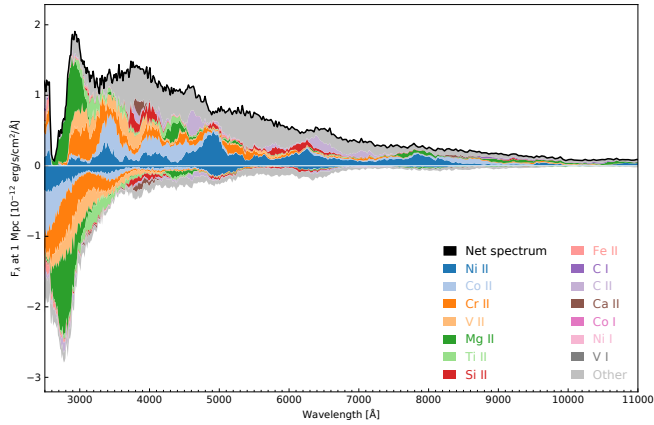 2
1
0
−1
−2
−3
F_λ at 1 Mpc [10⁻¹² erg/s/cm²/Å]
Net spectrum
Ni II
Co II
Cr II
V II
Mg II
Ti II
Si II
Fe II
C I
C II
Ca II
Co I
Ni I
V I
Other
3000 4000 5000 6000 7000 8000 9000 10000 11000
Wavelength [Å]